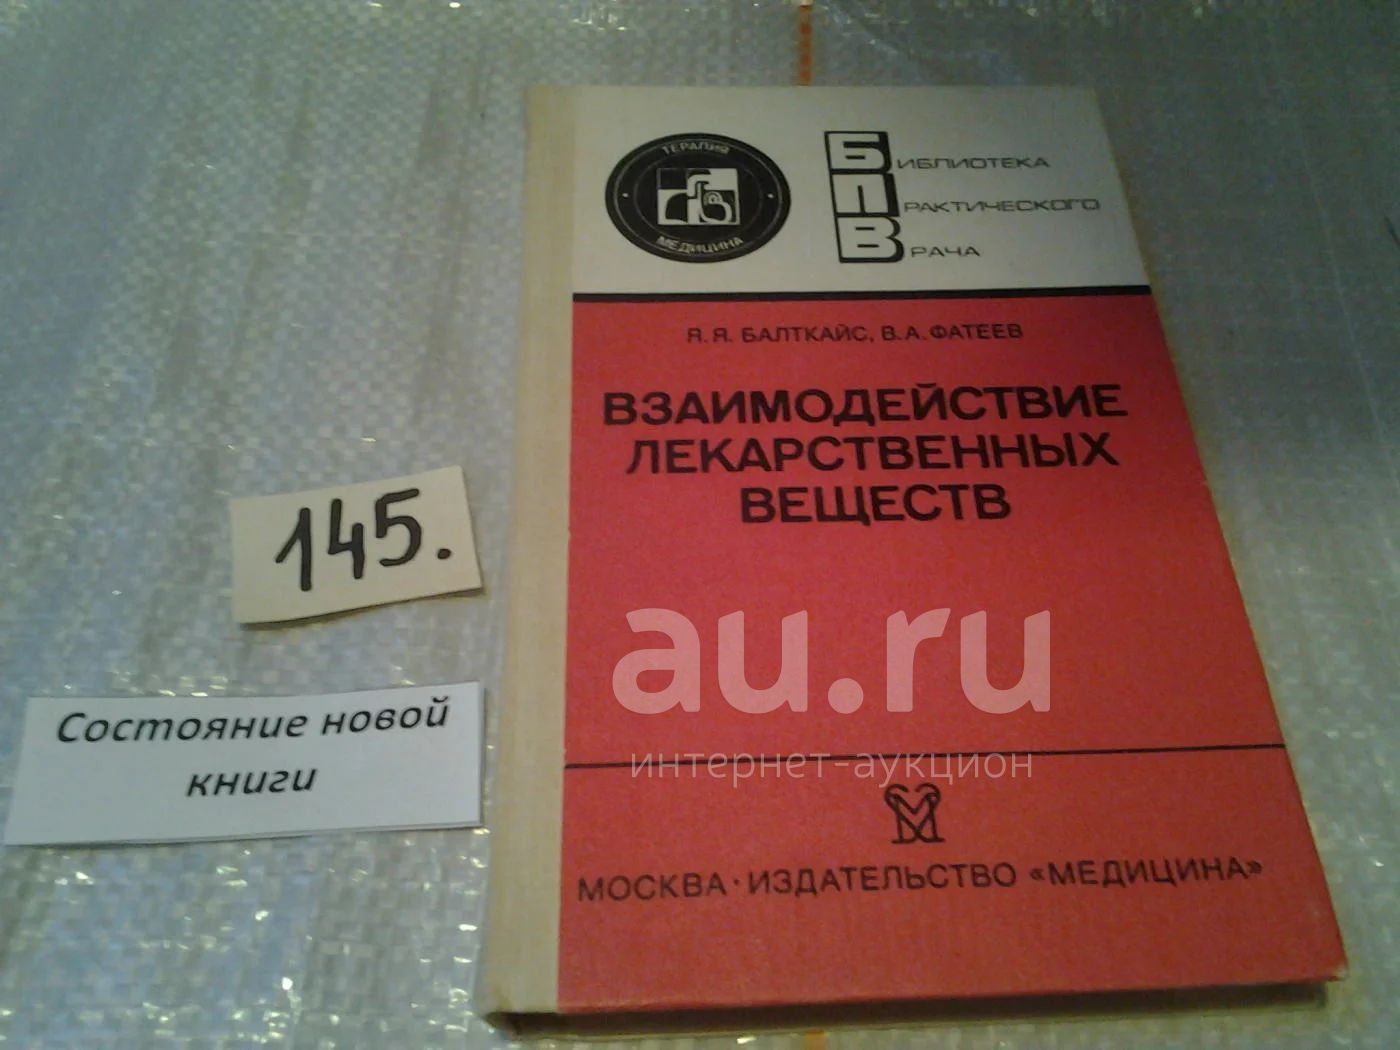 ТЕРАПИЯ
МЕДИЦИНА
БИБЛИОТЕКА
ПРАКТИЧЕСКОГО
ВРАЧА
Я.Я. БАЛТКАЙС, В.А. ФАТЕЕВ
ВЗАИМОДЕЙСТВИЕ
ЛЕКАРСТВЕННЫХ
ВЕЩЕСТВ
145.
au.ru
интернет-аукцион
Состояние новой
книги
МОСКВА · ИЗДАТЕЛЬСТВО «МЕДИЦИНА»